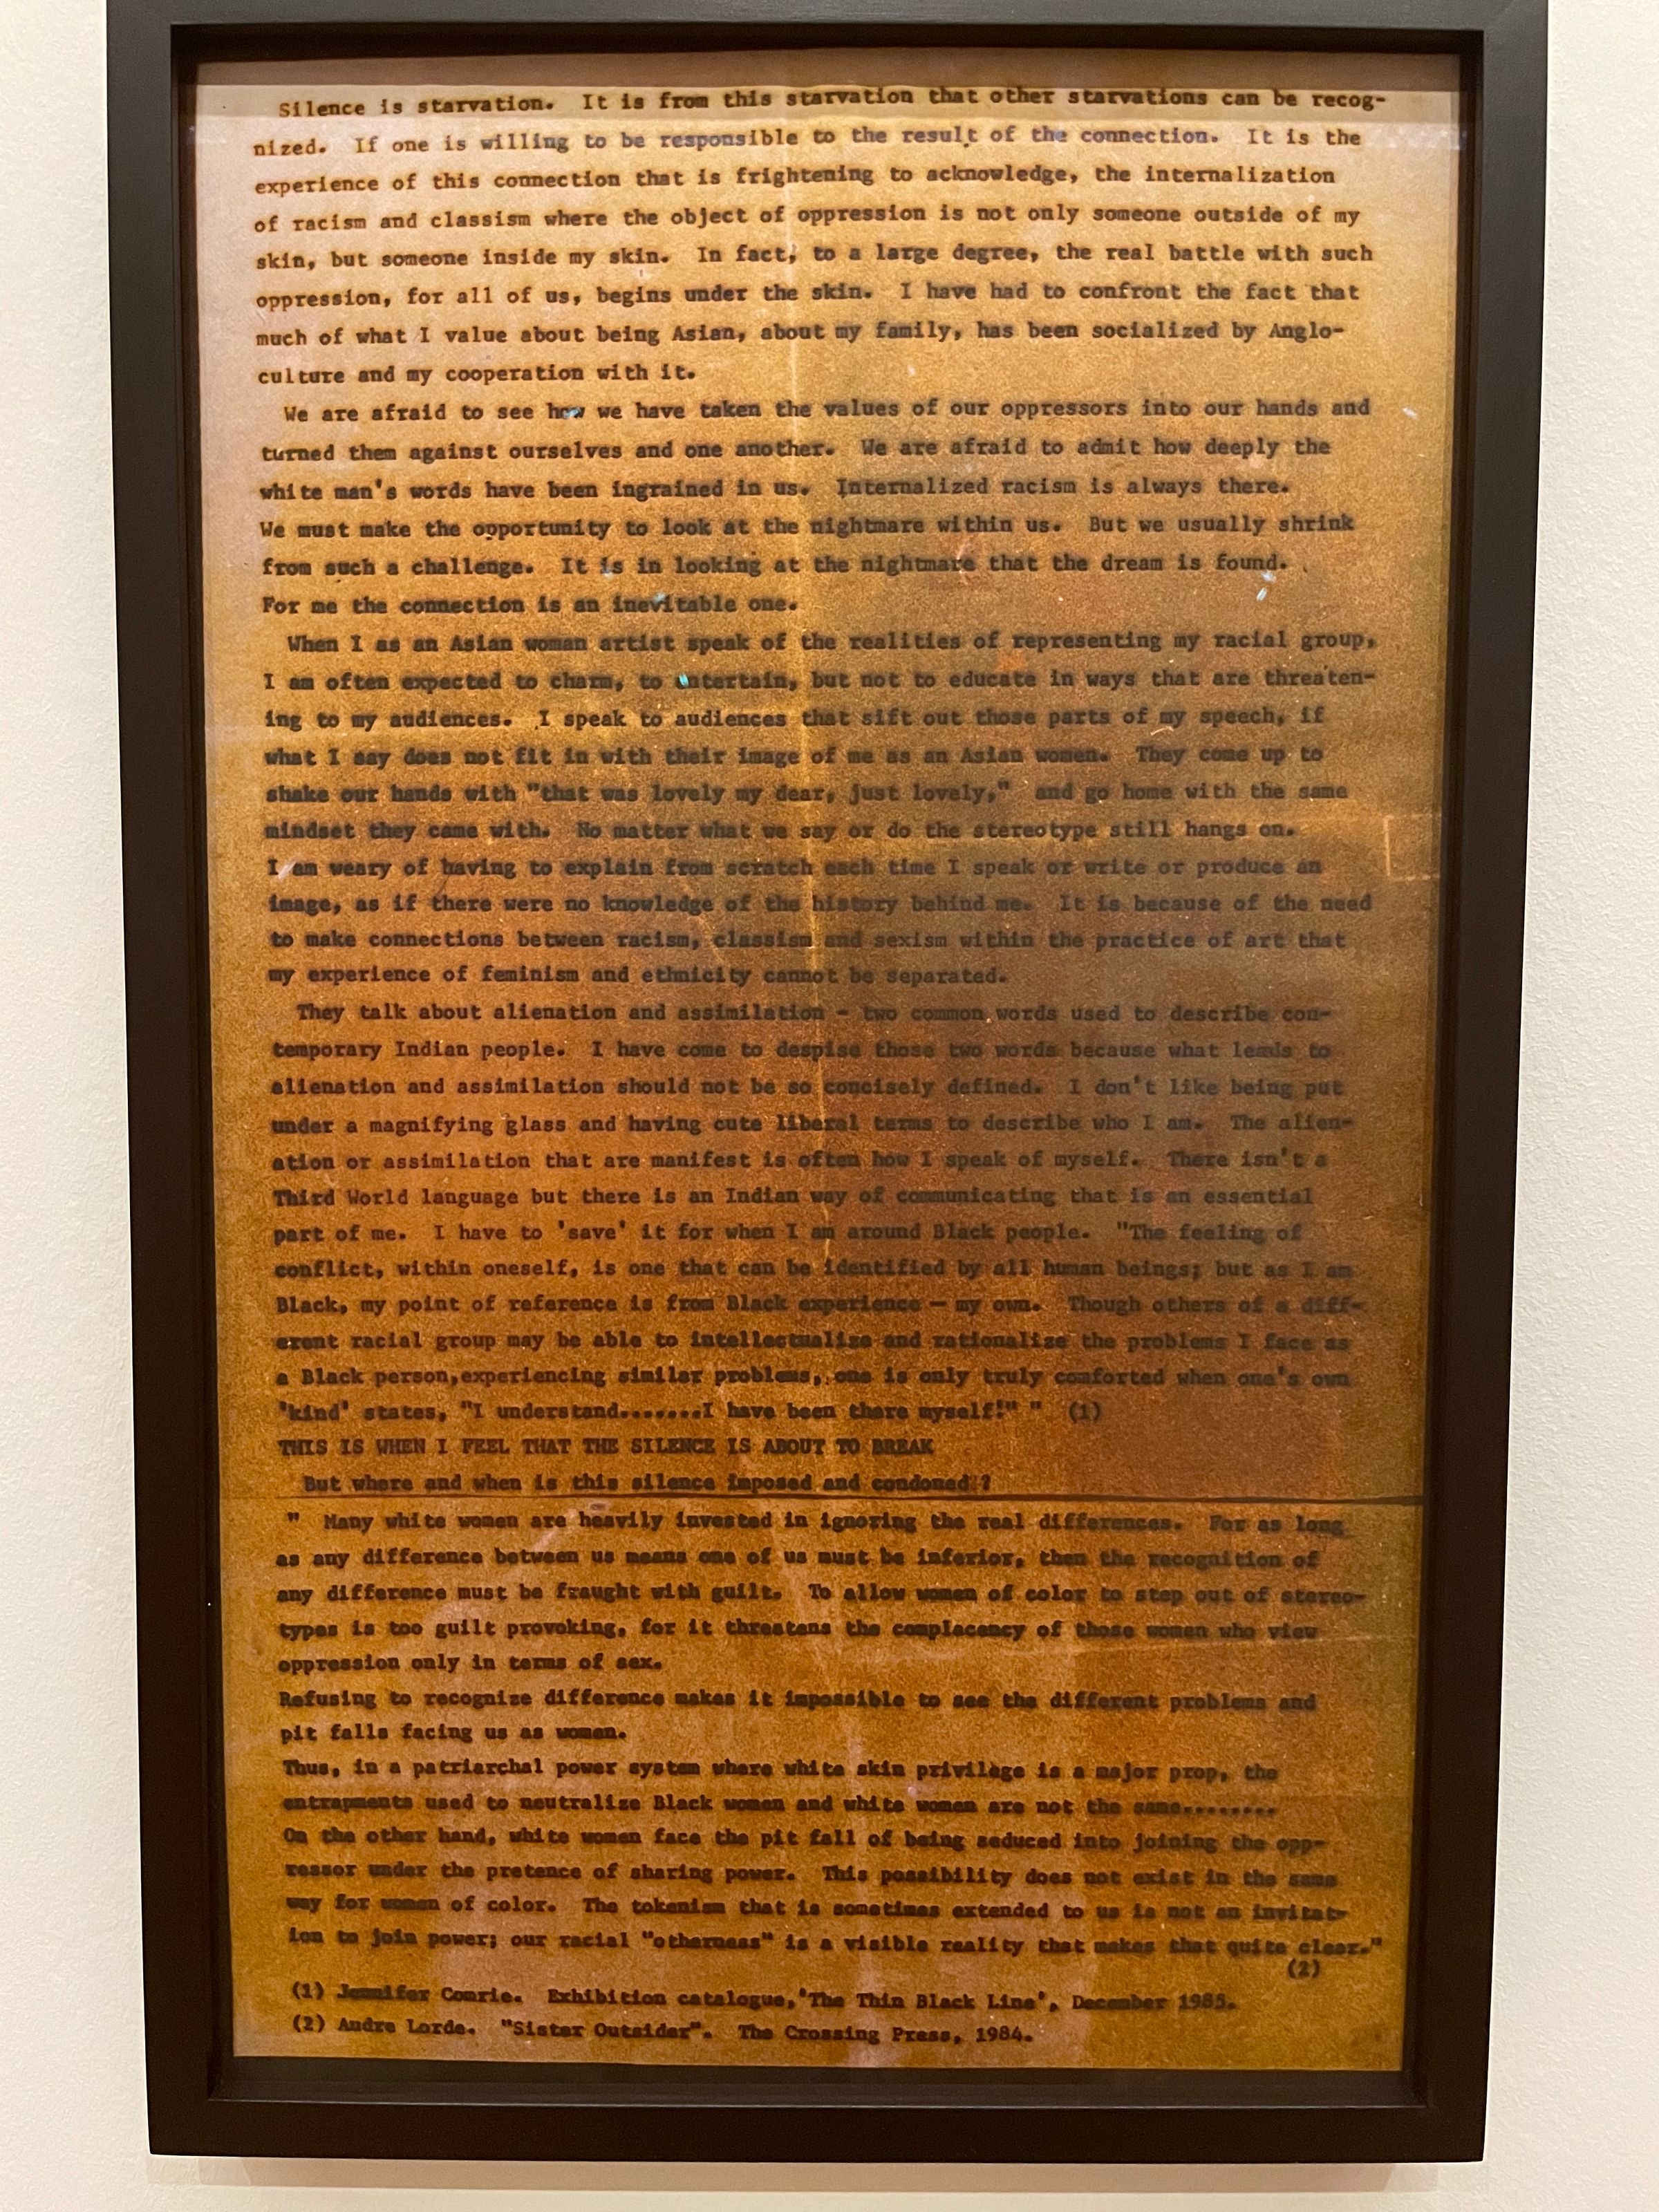 Silence is starvation.  It is from this starvation that other starvations can be recog-
nized.  If one is willing to be responsible to the result of the connection.  It is the
experience of this connection that is frightening to acknowledge, the internalization
of racism and classism where the object of oppression is not only someone outside of my
skin, but someone inside my skin.  In fact, to a large degree, the real battle with such
oppression, for all of us, begins under the skin.  I have had to confront the fact that
much of what I value about being Asian, about my family, has been socialized by Anglo-
culture and my cooperation with it.
We are afraid to see how we have taken the values of our oppressors into our hands and
turned them against ourselves and one another.  We are afraid to admit how deeply the
white man's words have been ingrained in us.  Internalized racism is always there.
We must make the opportunity to look at the nightmare within us.  But we usually shrink
from such a challenge.  It is in looking at the nightmare that the dream is found.
For me the connection is an inevitable one.
When I as an Asian woman artist speak of the realities of representing my racial group,
I am often expected to charm, to entertain, but not to educate in ways that are threaten-
ing to my audiences.  I speak to audiences that sift out those parts of my speech, if
what I say does not fit in with their image of me as an Asian women.  They come up to
shake our hands with "that was lovely my dear, just lovely,"  and go home with the same
mindset they came with.  No matter what we say or do the stereotype still hangs on.
I am weary of having to explain from scratch each time I speak or write or produce an
image, as if there were no knowledge of the history behind me.  It is because of the need
to make connections between racism, classism and sexism within the practice of art that
my experience of feminism and ethnicity cannot be separated.
They talk about alienation and assimilation - two common words used to describe con-
temporary Indian people.  I have come to despise those two words because what leads to
alienation and assimilation should not be so concisely defined.  I don't like being put
under a magnifying glass and having cute liberal terms to describe who I am.  The alien-
ation or assimilation that are manifest is often how I speak of myself.  There isn't a
Third World language but there is an Indian way of communicating that is an essential
part of me.  I have to 'save' it for when I am around Black people.  "The feeling of
conflict, within oneself, is one that can be identified by all human beings; but as I am
Black, my point of reference is from Black experience — my own.  Though others of a diff-
erent racial group may be able to intellectualize and rationalize the problems I face as
a Black person,experiencing similar problems, one is only truly comforted when one's own
'kind' states, "I understand.......I have been there myself!" "  (1)
THIS IS WHEN I FEEL THAT THE SILENCE IS ABOUT TO BREAK
But where and when is this silence imposed and condoned ?
"  Many white women are heavily invested in ignoring the real differences.  For as long
as any difference between us means one of us must be inferior, then the recognition of
any difference must be fraught with guilt.  To allow women of color to step out of stereo-
types is too guilt provoking, for it threatens the complacency of those women who view
oppression only in terms of sex.
Refusing to recognize difference makes it impossible to see the different problems and
pit falls facing us as women.
Thus, in a patriarchal power system where white skin privilege is a major prop, the
entrapments used to neutralize Black women and white women are not the same........
On the other hand, white women face the pit fall of being seduced into joining the opp-
ressor under the pretence of sharing power.  This possibility does not exist in the same
way for women of color.  The tokenism that is sometimes extended to us is not an invitat-
ion to join power; our racial "otherness" is a visible reality that makes that quite clear."
(2)
(1) Jennifer Comrie.  Exhibition catalogue,'The Thin Black Line', December 1985.
(2) Audre Lorde.  "Sister Outsider".  The Crossing Press, 1984.